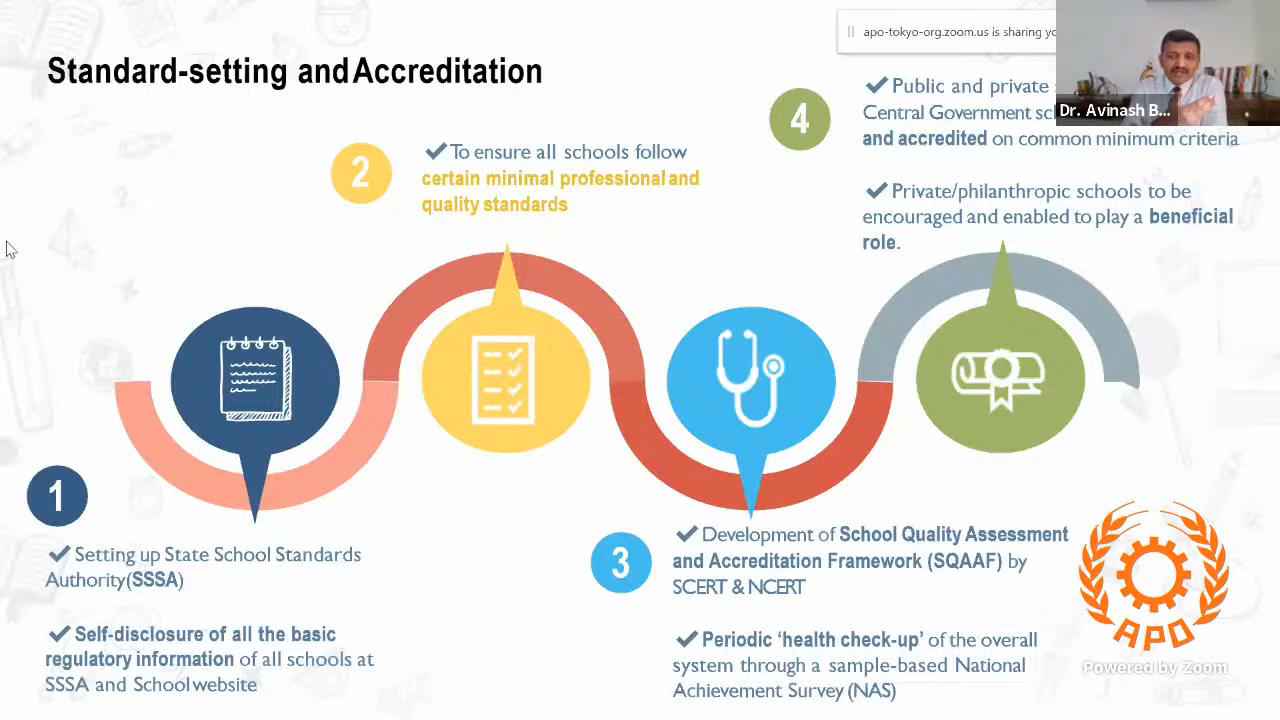 apo-tokyo-org.zoom.us is sharing
Dr. Avinash B...
Standard-setting and Accreditation
1
✔ Setting up State School Standards
Authority(SSSA)
✔ Self-disclosure of all the basic
regulatory information of all schools at
SSSA and School website
2
✔ To ensure all schools follow
certain minimal professional and
quality standards
3
✔ Development of School Quality Assessment
and Accreditation Framework (SQAAF) by
SCERT & NCERT
✔ Periodic ‘health check-up’ of the overall
system through a sample-based National
Achievement Survey (NAS)
4
✔ Public and private
Central Government
and accredited on common minimum criteria
✔ Private/philanthropic schools to be
encouraged and enabled to play a beneficial
role.
APO
Powered by Zoom